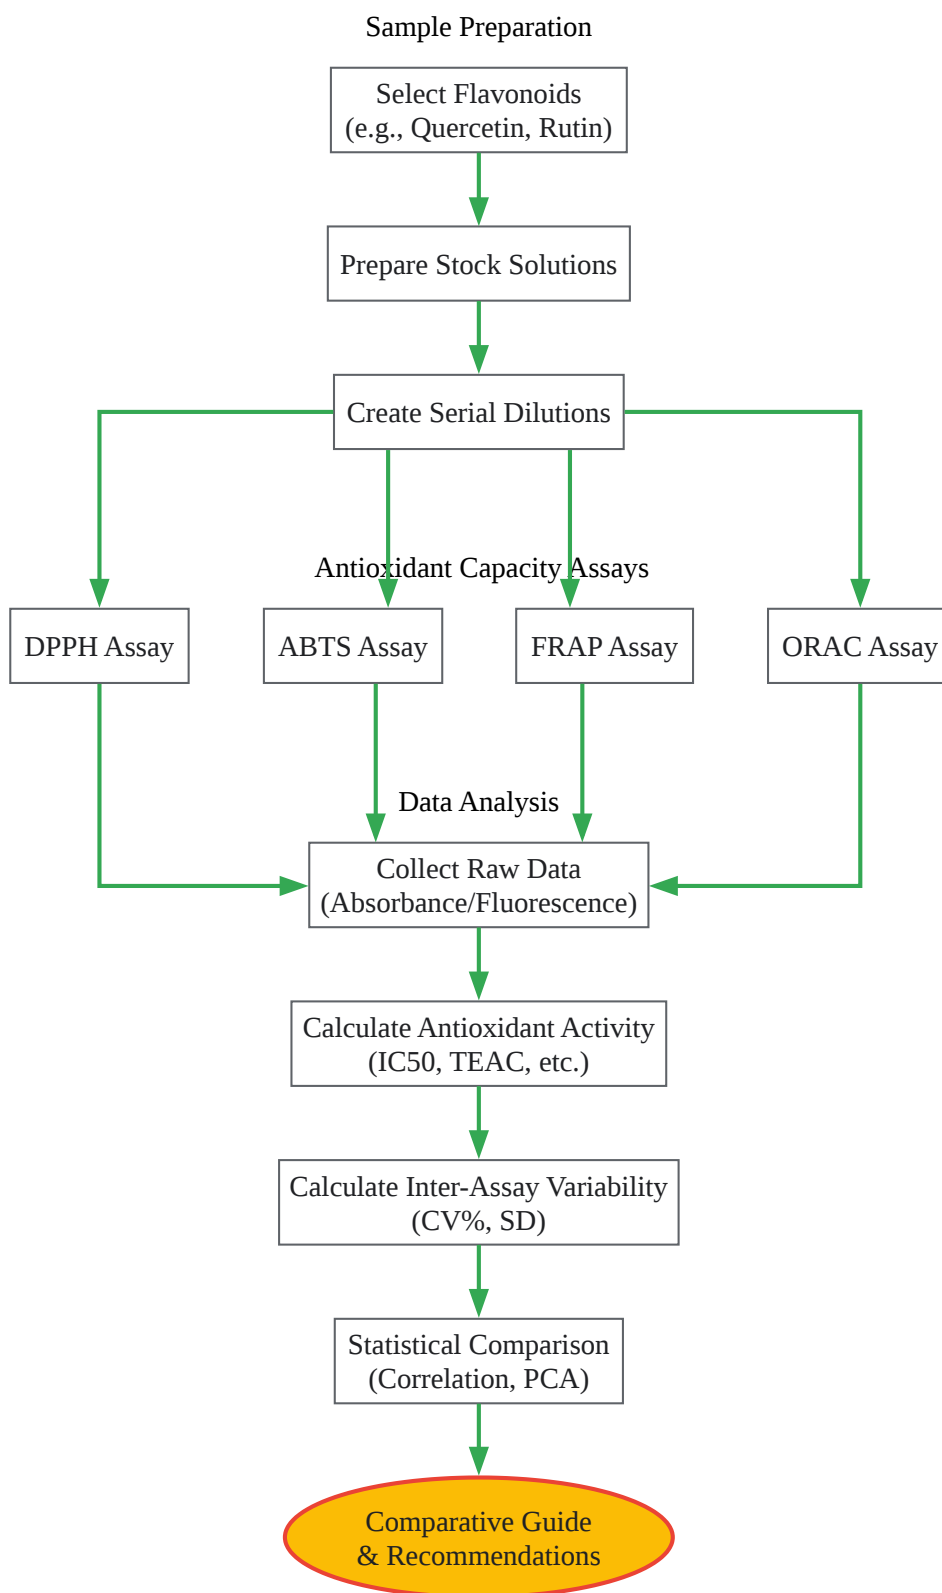 Sample Preparation
Select Flavonoids
(e.g., Quercetin, Rutin)
Prepare Stock Solutions
Create Serial Dilutions
Antioxidant Capacity Assays
DPPH Assay
ABTS Assay
FRAP Assay
ORAC Assay
Data Analysis
Collect Raw Data
(Absorbance/Fluorescence)
Calculate Antioxidant Activity
(IC50, TEAC, etc.)
Calculate Inter-Assay Variability
(CV%, SD)
Statistical Comparison
(Correlation, PCA)
Comparative Guide
& Recommendations